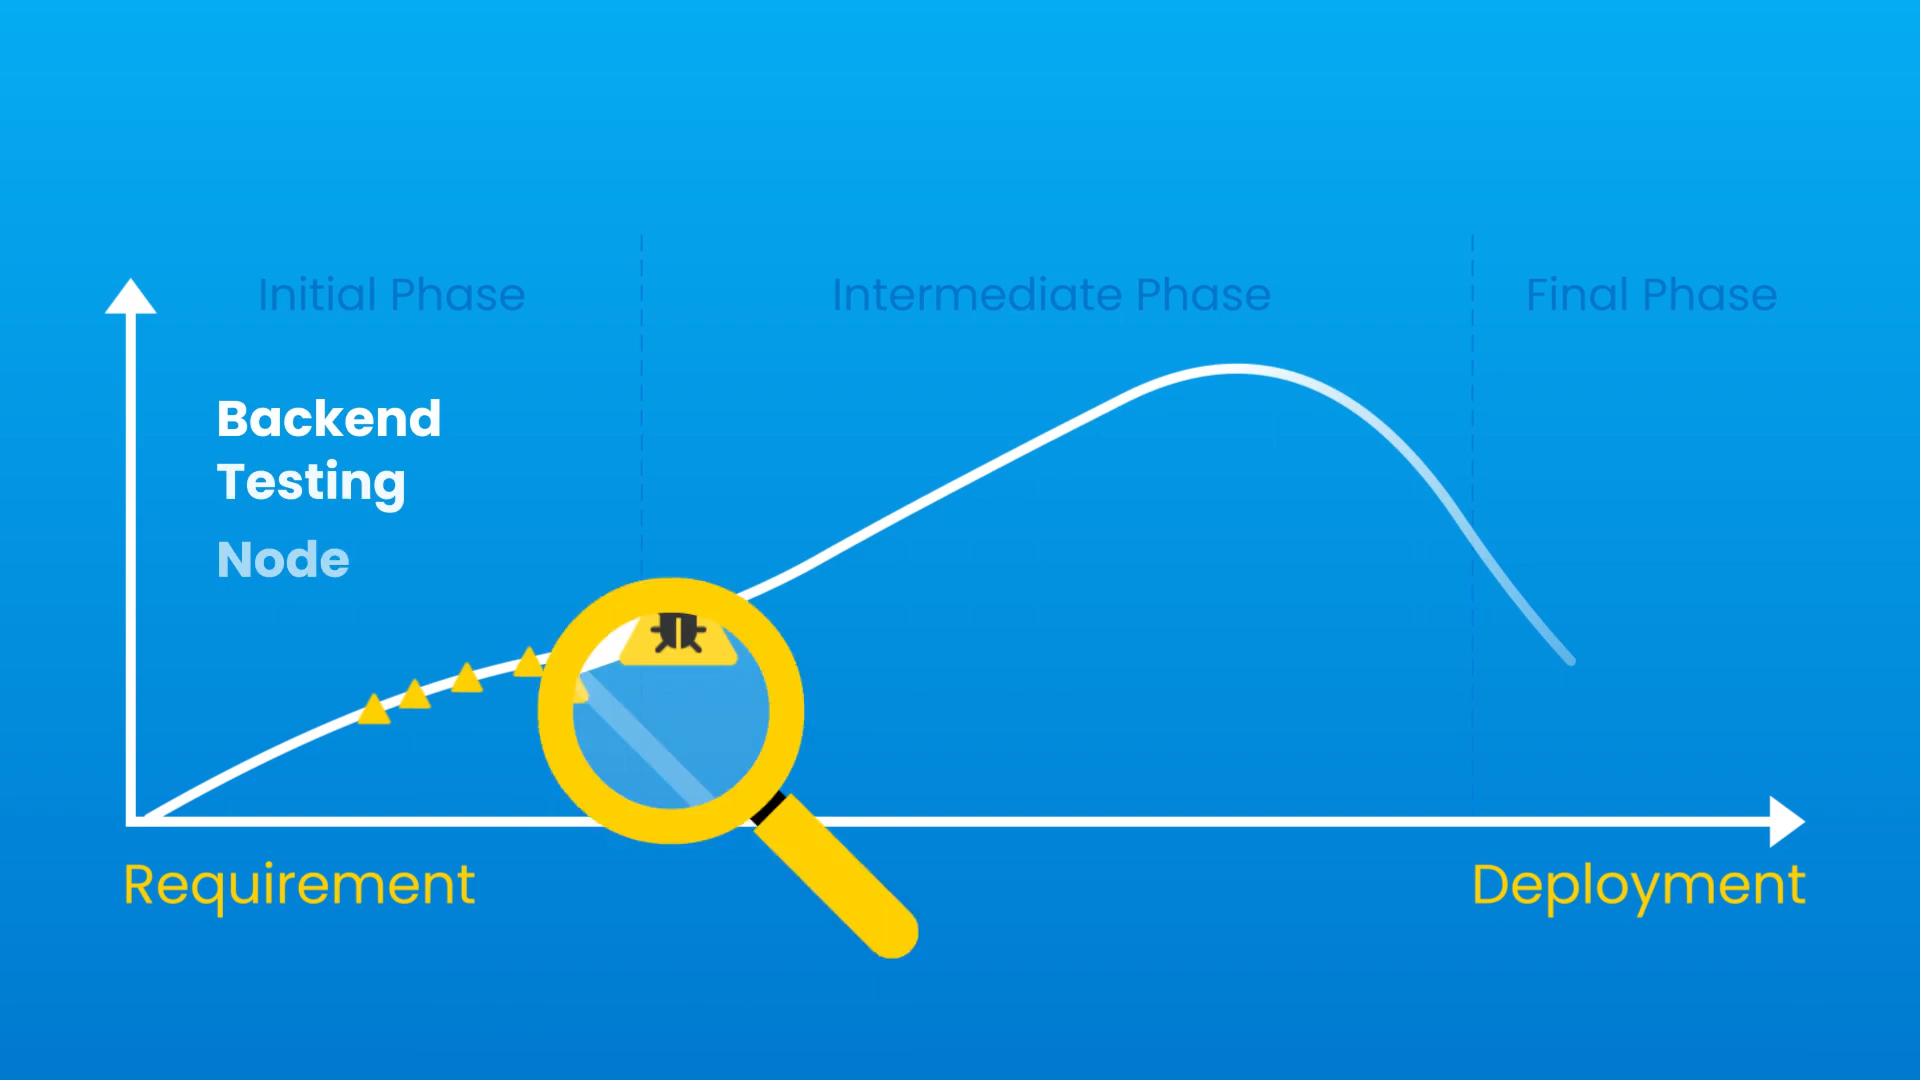 Initial Phase
Intermediate Phase
Final Phase
Backend
Testing
Node
Requirement
Deployment